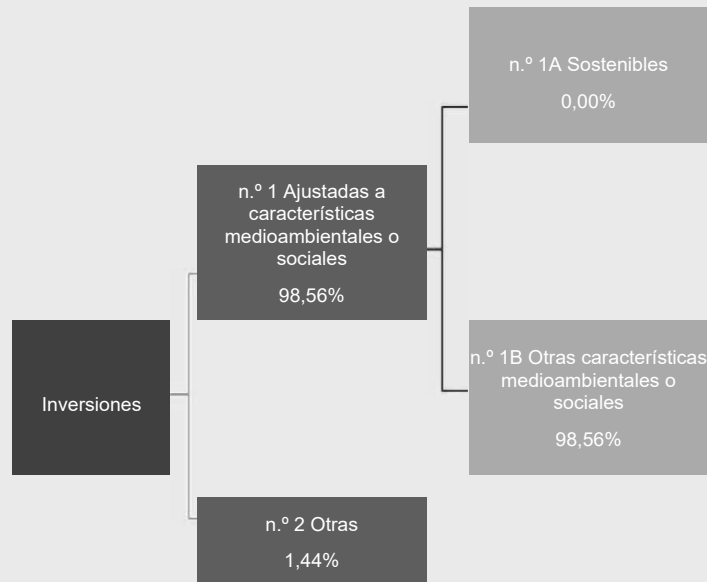 n.º 1A Sostenibles
0,00%
n.º 1 Ajustadas a
características
medioambientales o
sociales
98,56%
Inversiones
n.º 1B Otras características
medioambientales o
sociales
98,56%
n.º 2 Otras
1,44%